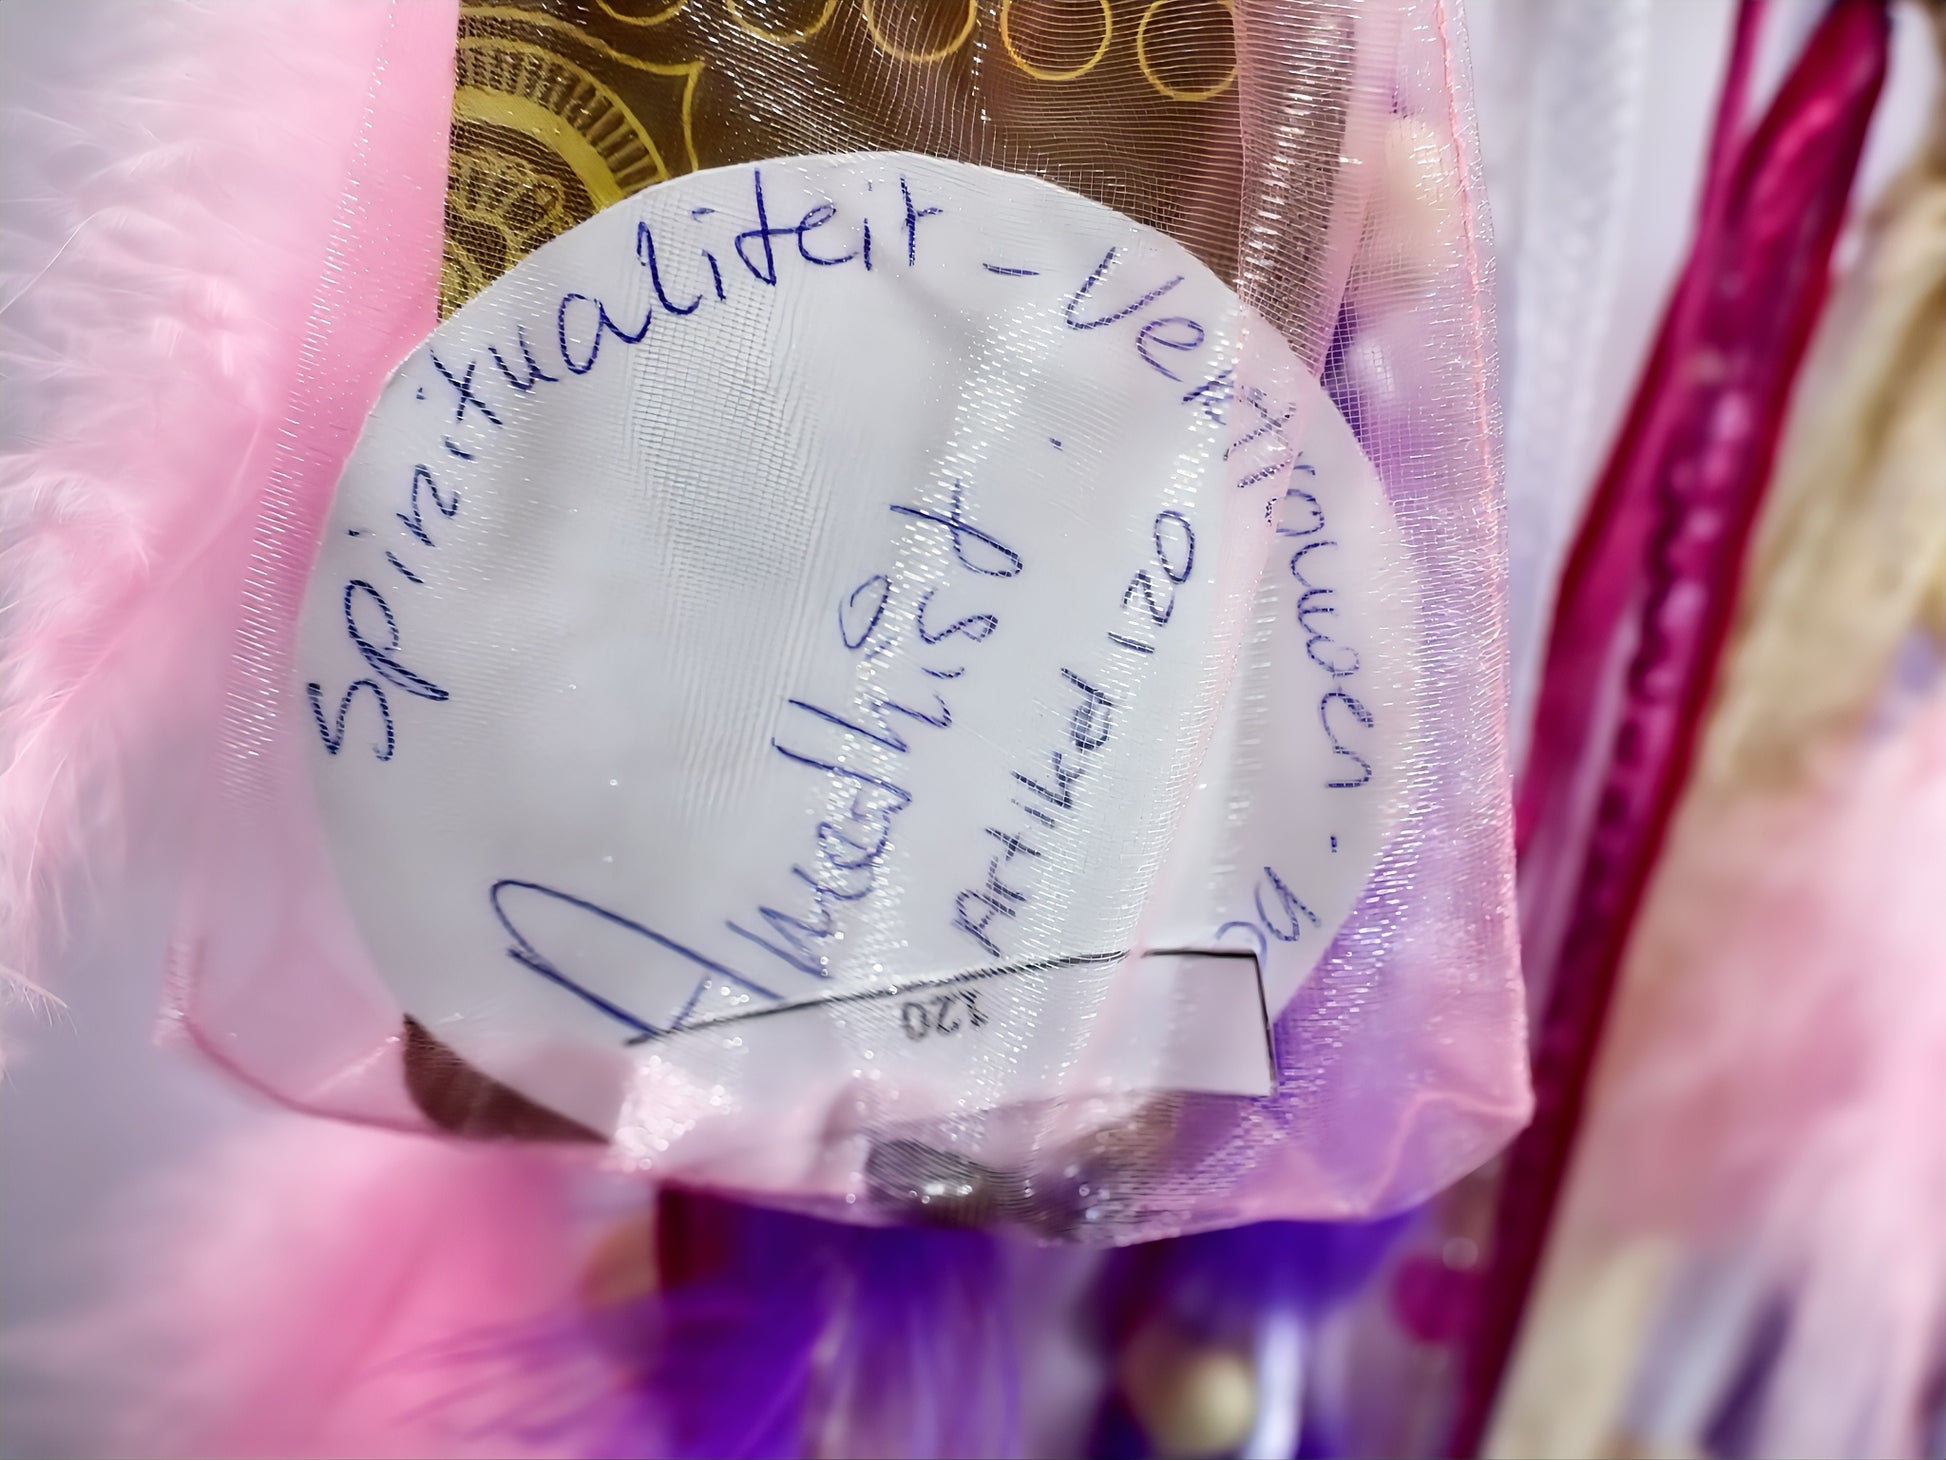 Spiritualiteit - Vertrouwen -
Amethist
Artikel 120
120